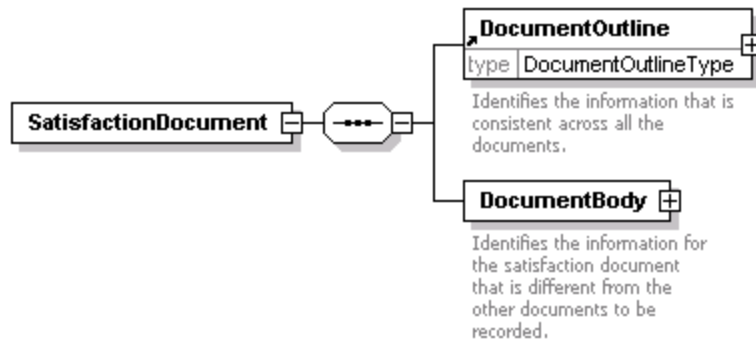 DocumentOutline
type DocumentOutlineType
Identifies the information that is
consistent across all the
documents.
SatisfactionDocument
DocumentBody
Identifies the information for
the satisfaction document
that is different from the
other documents to be
recorded.